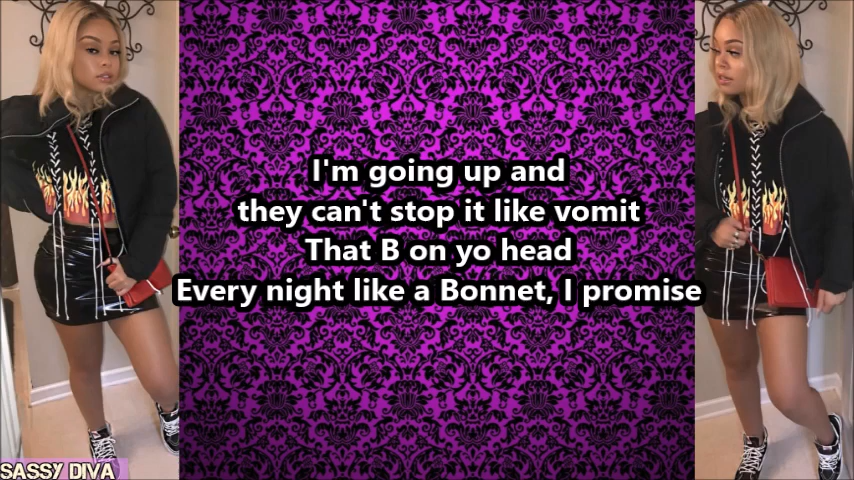 I'm going up and
they can't stop it like vomit
That B on yo head
Every night like a Bonnet, I promise
SASSY DIVA